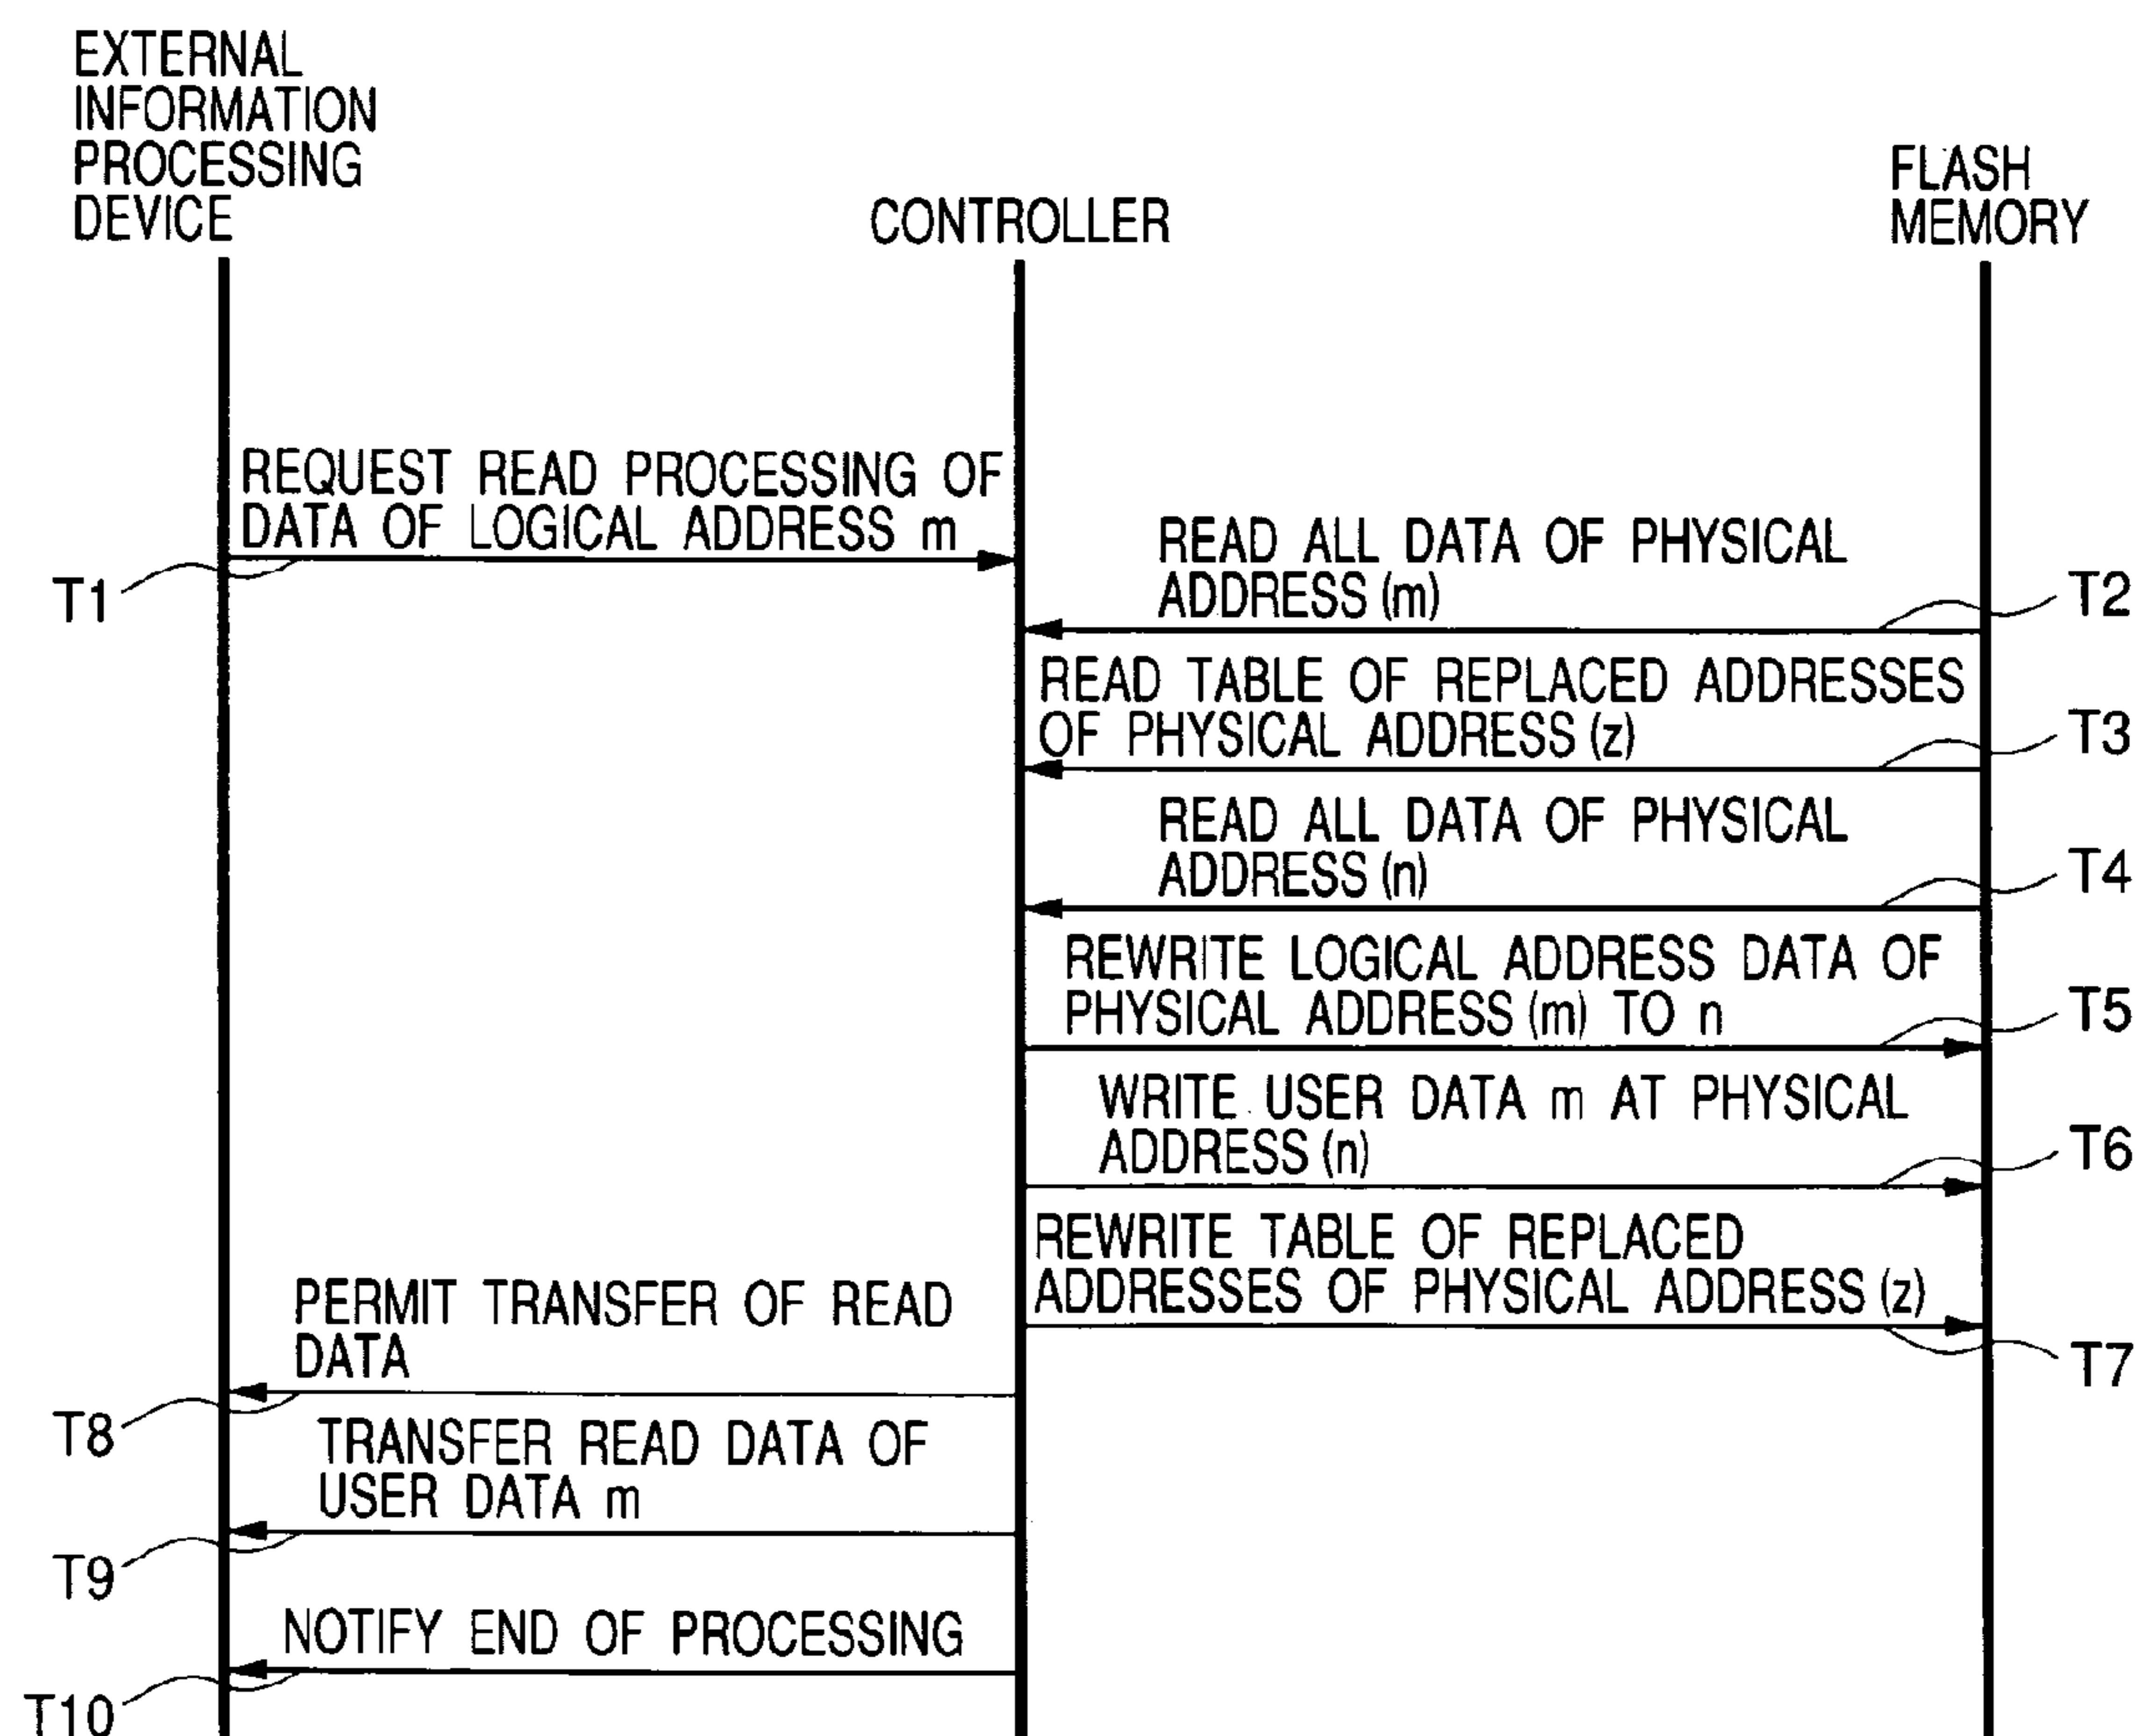 EXTERNAL
INFORMATION
PROCESSING
DEVICE
CONTROLLER
FLASH
MEMORY
REQUEST READ PROCESSING OF
DATA OF LOGICAL ADDRESS m
T1
READ ALL DATA OF PHYSICAL
ADDRESS (m)
T2
READ TABLE OF REPLACED ADDRESSES
OF PHYSICAL ADDRESS (z)
T3
READ ALL DATA OF PHYSICAL
ADDRESS (n)
T4
REWRITE LOGICAL ADDRESS DATA OF
PHYSICAL ADDRESS (m) TO n
T5
WRITE USER DATA m AT PHYSICAL
ADDRESS (n)
T6
REWRITE TABLE OF REPLACED
ADDRESSES OF PHYSICAL ADDRESS (z)
T7
PERMIT TRANSFER OF READ
DATA
T8
TRANSFER READ DATA OF
USER DATA m
T9
NOTIFY END OF PROCESSING
T10